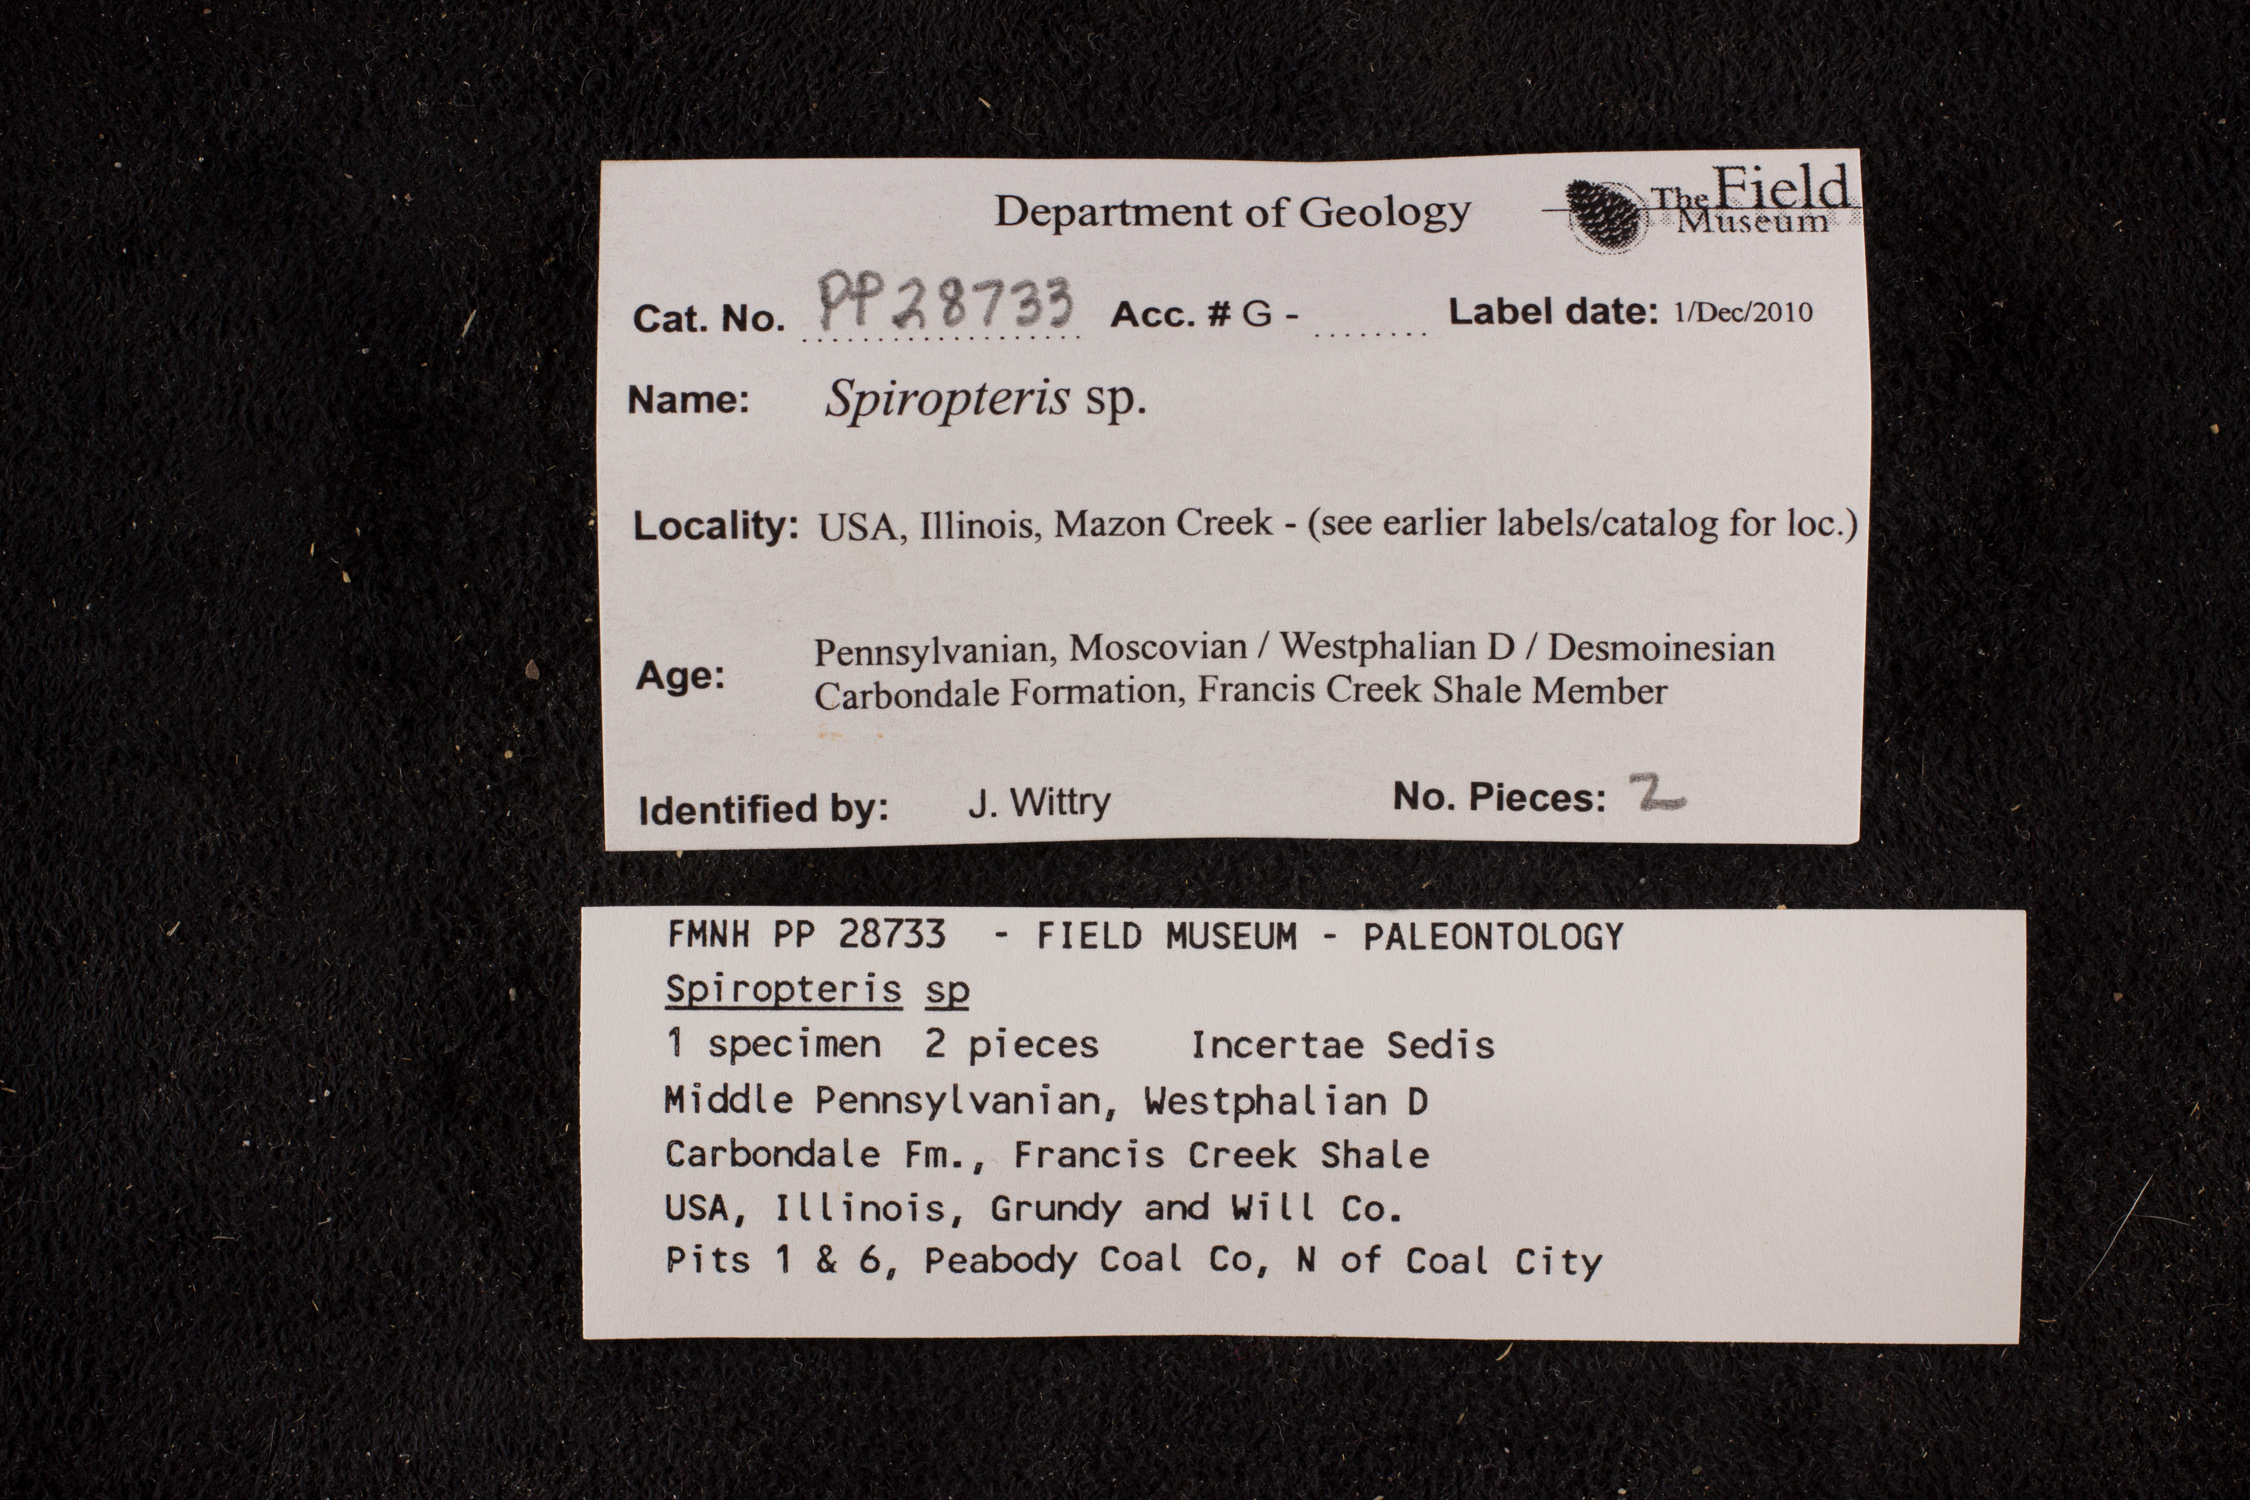 Department of Geology
The Field Museum
Cat. No. PP28733 Acc. # G - ....... Label date: 1/Dec/2010
Name: Spiropteris sp.
Locality: USA, Illinois, Mazon Creek - (see earlier labels/catalog for loc.)
Age: Pennsylvanian, Moscovian / Westphalian D / Desmoinesian
Carbondale Formation, Francis Creek Shale Member
Identified by: J. Wittry No. Pieces: 2
FMNH PP 28733 - FIELD MUSEUM - PALEONTOLOGY
Spiropteris sp
1 specimen 2 pieces Incertae Sedis
Middle Pennsylvanian, Westphalian D
Carbondale Fm., Francis Creek Shale
USA, Illinois, Grundy and Will Co.
Pits 1 & 6, Peabody Coal Co, N of Coal City